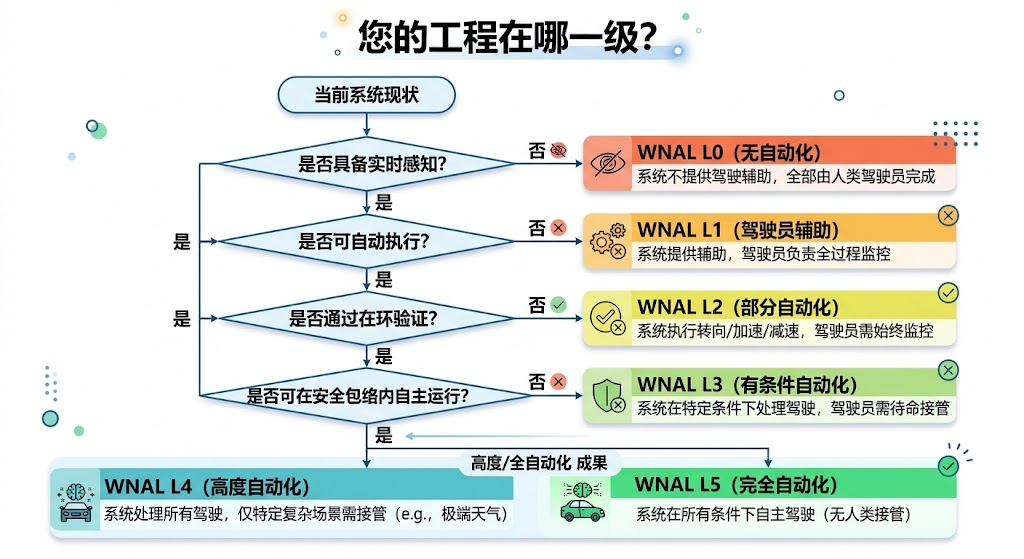 您的工程在哪一级？
当前系统现状
是否具备实时感知？
否
WNAL L0（无自动化）
系统不提供驾驶辅助，全部由人类驾驶员完成
是
是
是否可自动执行？
否
WNAL L1（驾驶员辅助）
系统提供辅助，驾驶员负责全过程监控
是
是
是否通过在环验证？
否
WNAL L2（部分自动化）
系统执行转向/加速/减速，驾驶员需始终监控
是
是否可在安全包络内自主运行？
否
WNAL L3（有条件自动化）
系统在特定条件下处理驾驶，驾驶员需待命接管
是
高度/全自动化 成果
WNAL L4（高度自动化）
系统处理所有驾驶，仅特定复杂场景需接管（e.g.，极端天气）
WNAL L5（完全自动化）
系统在所有条件下自主驾驶（无人类接管）